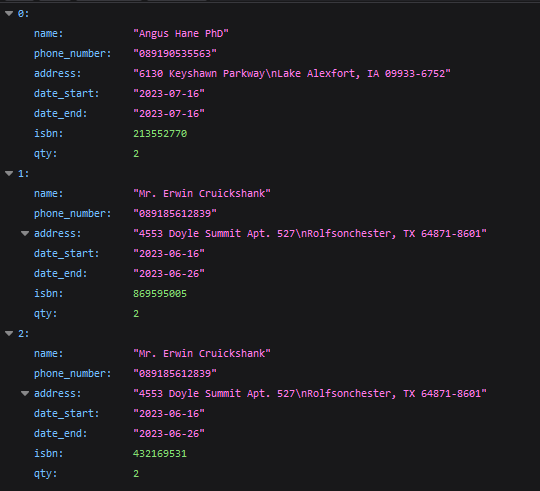 0:
name: "Angus Hane PhD"
phone_number: "089190535563"
address: "6130 Keyshawn Parkway\nLake Alexfort, IA 09933-6752"
date_start: "2023-07-16"
date_end: "2023-07-16"
isbn: 213552770
qty: 2
1:
name: "Mr. Erwin Cruickshank"
phone_number: "089185612839"
address: "4553 Doyle Summit Apt. 527\nRolfsonchester, TX 64871-8601"
date_start: "2023-06-16"
date_end: "2023-06-26"
isbn: 869595005
qty: 2
2:
name: "Mr. Erwin Cruickshank"
phone_number: "089185612839"
address: "4553 Doyle Summit Apt. 527\nRolfsonchester, TX 64871-8601"
date_start: "2023-06-16"
date_end: "2023-06-26"
isbn: 432169531
qty: 2